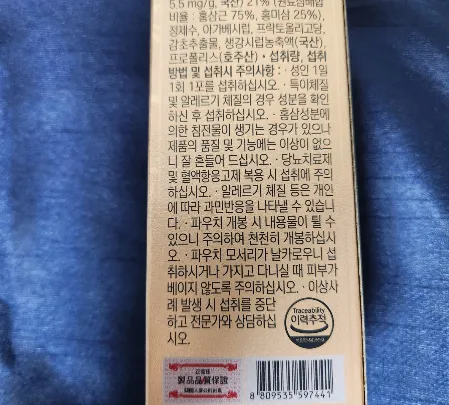 5.5 mg/g, 국산) 21% (원료삼배합
비율 : 홍삼근 75%, 홍미삼 25%),
정제수, 아가베시럽, 프락토올리고당,
감초추출물, 생강시럽농축액(국산),
프로폴리스(호주산) • 섭취량, 섭취
방법 및 섭취시 주의사항 : · 성인 1일
1회 1포를 섭취하십시오. · 특이체질
및 알레르기 체질의 경우 성분을 확인
하신 후 섭취하십시오. · 홍삼성분에
의한 침전물이 생기는 경우가 있으나
제품의 품질 및 기능에는 이상이 없으
니 잘 흔들어 드십시오. · 당뇨치료제
및 혈액항응고제 복용 시 섭취에 주의
하십시오. · 알레르기 체질 등은 개인
에 따라 과민반응을 나타낼 수 있습니
다. · 파우치 개봉 시 내용물이 튈 수
있으니 주의하여 천천히 개봉하십시
오. · 파우치 모서리가 날카로우니 섭
취하시거나 가지고 다니실 때 피부가
베이지 않도록 주의하십시오. · 이상사
례 발생 시 섭취를 중단
하고 전문가와 상담하십
시오.
Traceability
이력추적
製品品質保證
8 809535 597441